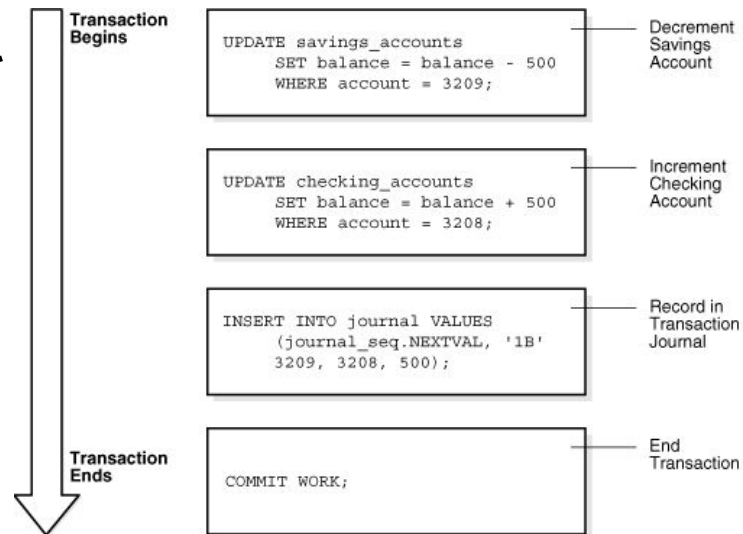 Transaction
Begins
UPDATE savings_accounts
SET balance = balance - 500
WHERE account = 3209;
Decrement
Savings
Account
UPDATE checking_accounts
SET balance = balance + 500
WHERE account = 3208;
Increment
Checking
Account
INSERT INTO journal VALUES
(journal_seq.NEXTVAL, '1B'
3209, 3208, 500);
Record in
Transaction
Journal
Transaction
Ends
COMMIT WORK;
End
Transaction